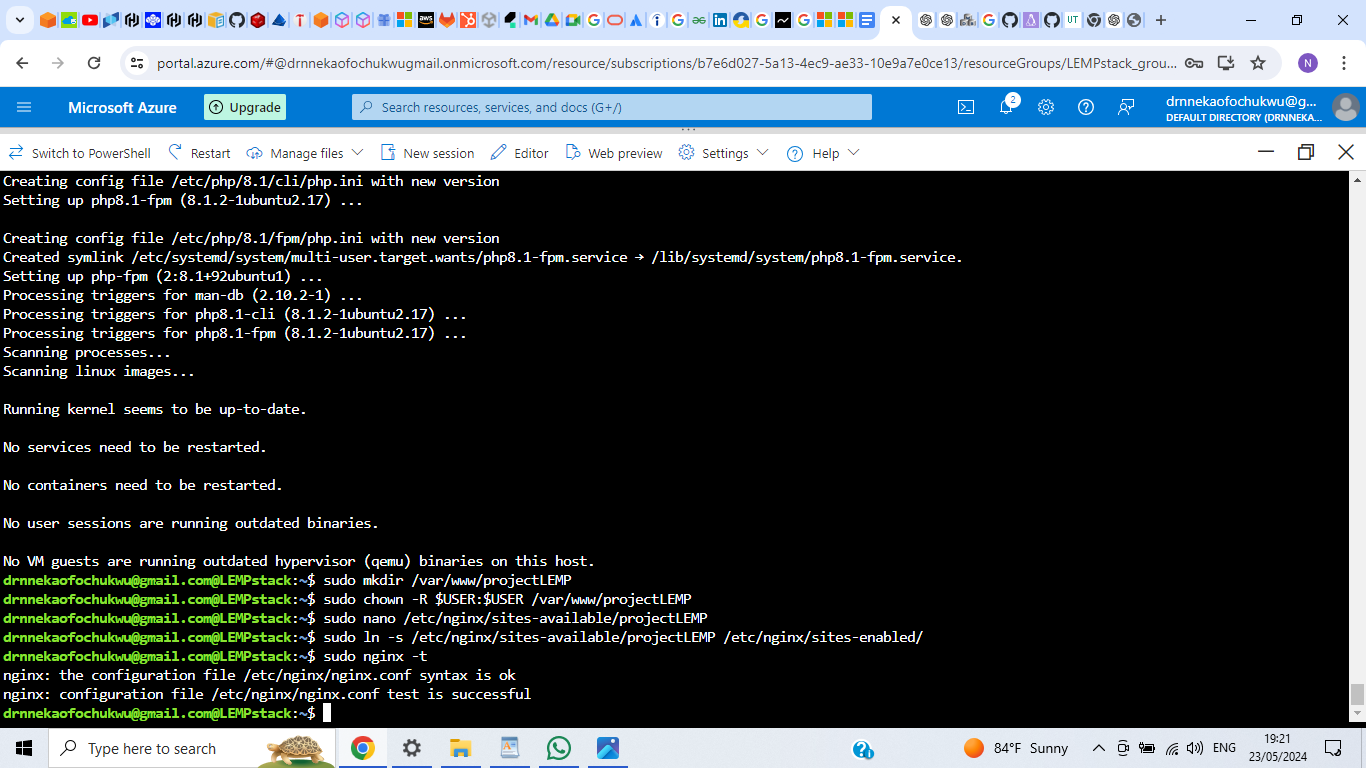 portal.azure.com/#@drnnekaofochukwugmail.onmicrosoft.com/resource/subscriptions/b7e6d027-5a13-4ec9-ae33-10e9a7e0ce13/resourceGroups/LEMPstack_grou...
N
Microsoft Azure
Upgrade
Search resources, services, and docs (G+/)
2
drnnekaofochukwu@g...
DEFAULT DIRECTORY (DRNNEKA...
Switch to PowerShell
Restart
Manage files
New session
Editor
Web preview
Settings
Help
Creating config file /etc/php/8.1/cli/php.ini with new version
Setting up php8.1-fpm (8.1.2-1ubuntu2.17) ...
Creating config file /etc/php/8.1/fpm/php.ini with new version
Created symlink /etc/systemd/system/multi-user.target.wants/php8.1-fpm.service → /lib/systemd/system/php8.1-fpm.service.
Setting up php-fpm (2:8.1+92ubuntu1) ...
Processing triggers for man-db (2.10.2-1) ...
Processing triggers for php8.1-cli (8.1.2-1ubuntu2.17) ...
Processing triggers for php8.1-fpm (8.1.2-1ubuntu2.17) ...
Scanning processes...
Scanning linux images...
Running kernel seems to be up-to-date.
No services need to be restarted.
No containers need to be restarted.
No user sessions are running outdated binaries.
No VM guests are running outdated hypervisor (qemu) binaries on this host.
drnnekaofochukwu@gmail.com@LEMPstack:~$ sudo mkdir /var/www/projectLEMP
drnnekaofochukwu@gmail.com@LEMPstack:~$ sudo chown -R $USER:$USER /var/www/projectLEMP
drnnekaofochukwu@gmail.com@LEMPstack:~$ sudo nano /etc/nginx/sites-available/projectLEMP
drnnekaofochukwu@gmail.com@LEMPstack:~$ sudo ln -s /etc/nginx/sites-available/projectLEMP /etc/nginx/sites-enabled/
drnnekaofochukwu@gmail.com@LEMPstack:~$ sudo nginx -t
nginx: the configuration file /etc/nginx/nginx.conf syntax is ok
nginx: configuration file /etc/nginx/nginx.conf test is successful
drnnekaofochukwu@gmail.com@LEMPstack:~$
Type here to search
84°F Sunny
ENG
19:21
23/05/2024